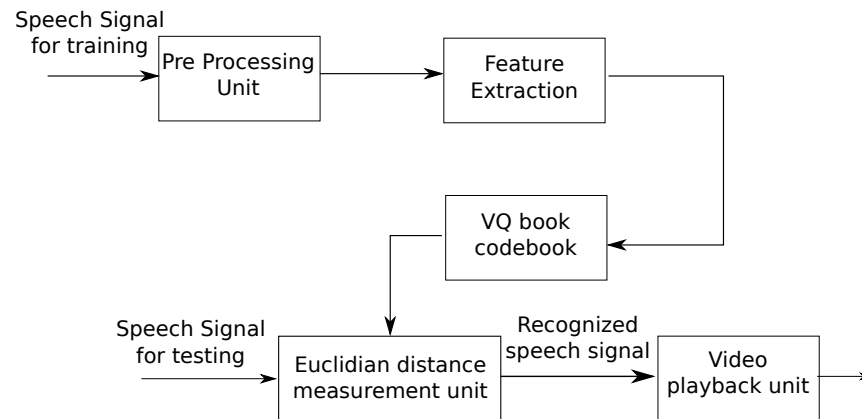 Speech Signal
for training
Pre Processing
Unit
Feature
Extraction
VQ book
codebook
Speech Signal
for testing
Euclidian distance
measurement unit
Recognized
speech signal
Video
playback unit